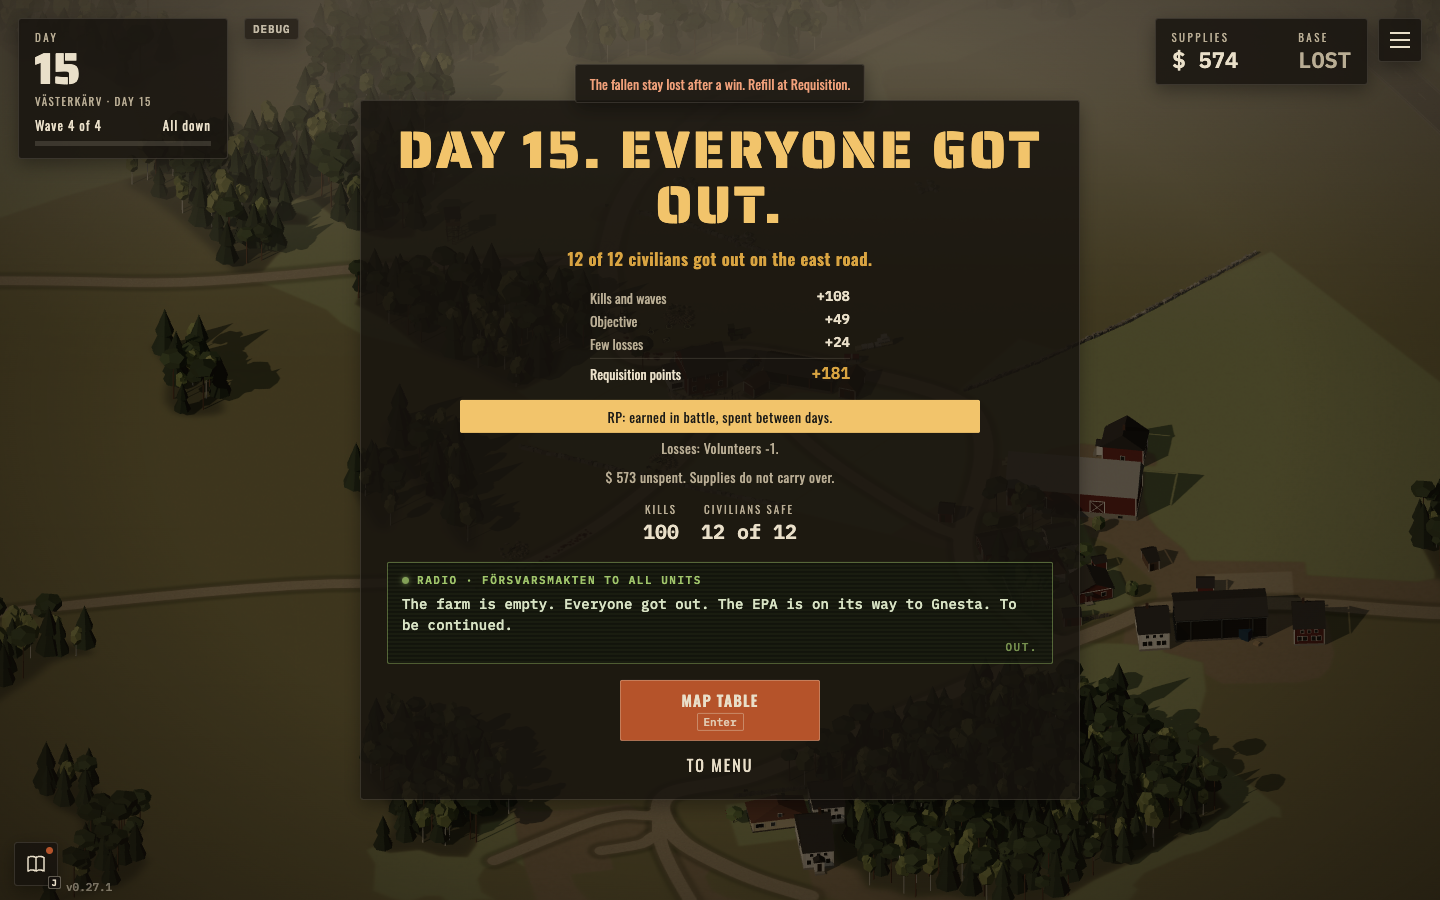 DAY
15
VÄSTERKÄRV · DAY 15
Wave 4 of 4 All down
DEBUG
SUPPLIES BASE
$ 574 LOST
The fallen stay lost after a win. Refill at Requisition.
DAY 15. EVERYONE GOT
OUT.
12 of 12 civilians got out on the east road.
Kills and waves +108
Objective +49
Few losses +24
Requisition points +181
RP: earned in battle, spent between days.
Losses: Volunteers -1.
$ 573 unspent. Supplies do not carry over.
KILLS CIVILIANS SAFE
100 12 of 12
RADIO · FÖRSVARSMAKTEN TO ALL UNITS
The farm is empty. Everyone got out. The EPA is on its way to Gnesta. To
be continued.
OUT.
MAP TABLE
Enter
TO MENU
J
v0.27.1